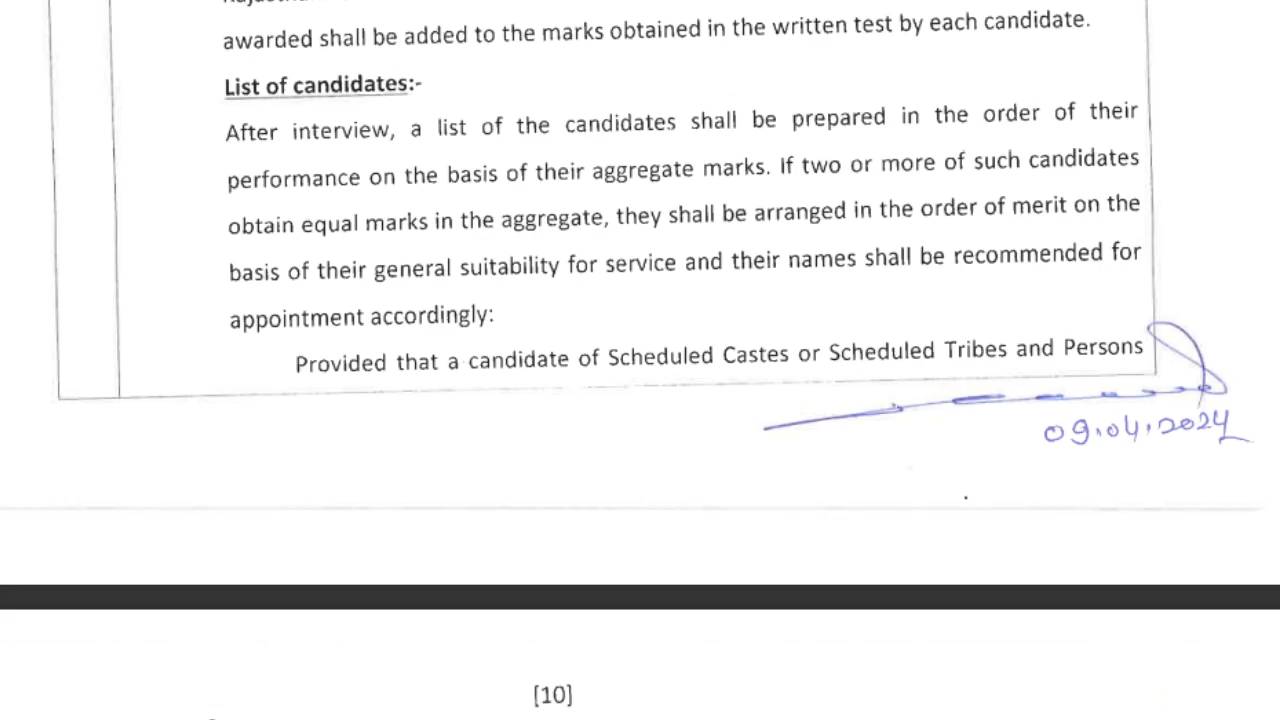 awarded shall be added to the marks obtained in the written test by each candidate.
List of candidates:-
After interview, a list of the candidates shall be prepared in the order of their
performance on the basis of their aggregate marks. If two or more of such candidates
obtain equal marks in the aggregate, they shall be arranged in the order of merit on the
basis of their general suitability for service and their names shall be recommended for
appointment accordingly:
Provided that a candidate of Scheduled Castes or Scheduled Tribes and Persons
09.04.2024
[10]